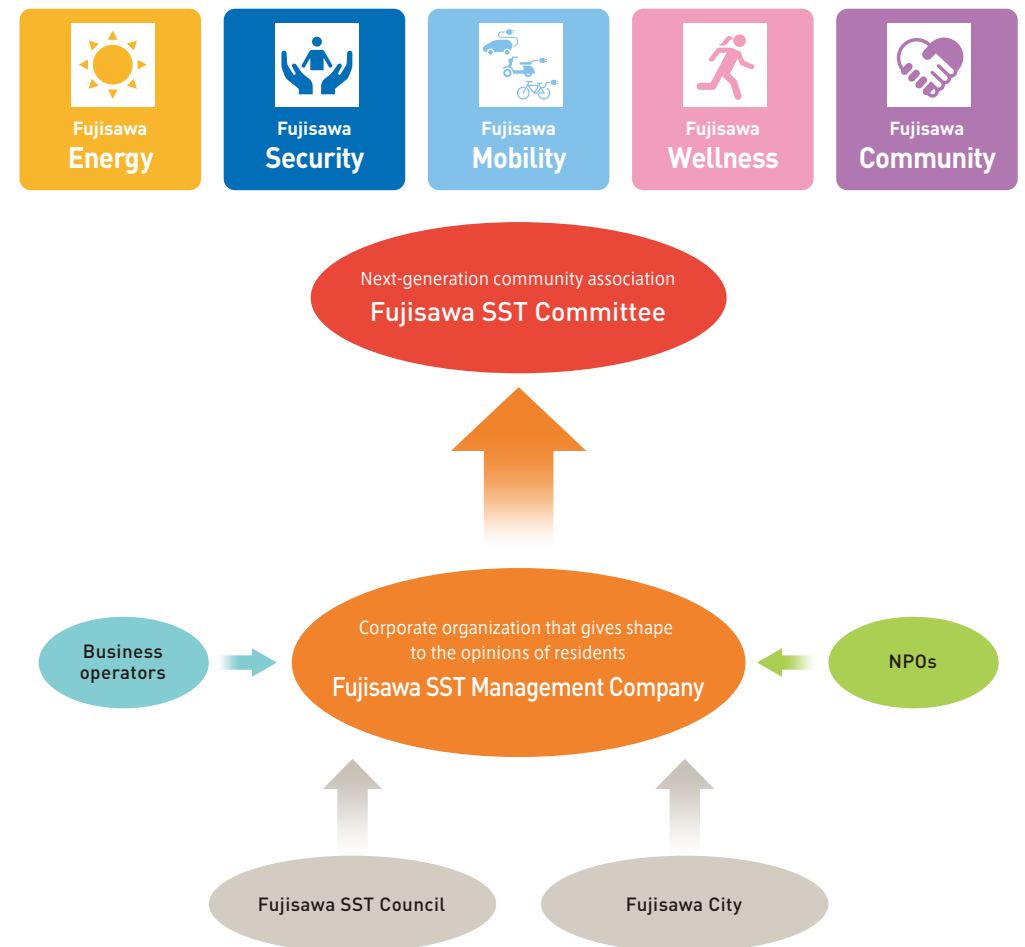 Fujisawa
Energy
Fujisawa
Security
Fujisawa
Mobility
Fujisawa
Wellness
Fujisawa
Community
Next-generation community association
Fujisawa SST Committee
Business
operators
Corporate organization that gives shape
to the opinions of residents
Fujisawa SST Management Company
NPOs
Fujisawa SST Council
Fujisawa City